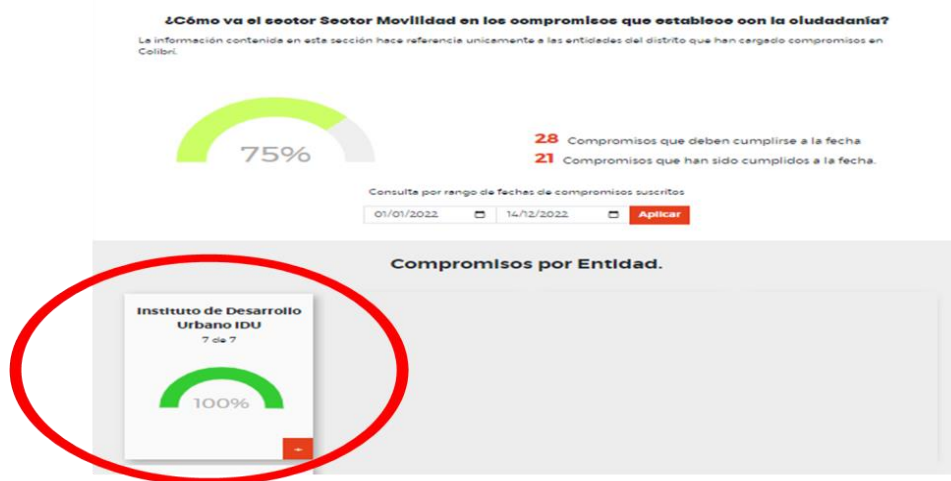 ¿Cómo va el sector Sector Movilidad en los compromisos que establece con la ciudadanía?
La información contenida en esta sección hace referencia unicamente a las entidades del distrito que han cargado compromisos en
Colibrí.
75%
28 Compromisos que deben cumplirse a la fecha
21 Compromisos que han sido cumplidos a la fecha.
Consulta por rango de fechas de compromisos suscritos
01/01/2022 14/12/2022 Aplicar
Compromisos por Entidad.
Instituto de Desarrollo
Urbano IDU
7 de 7
100%
+